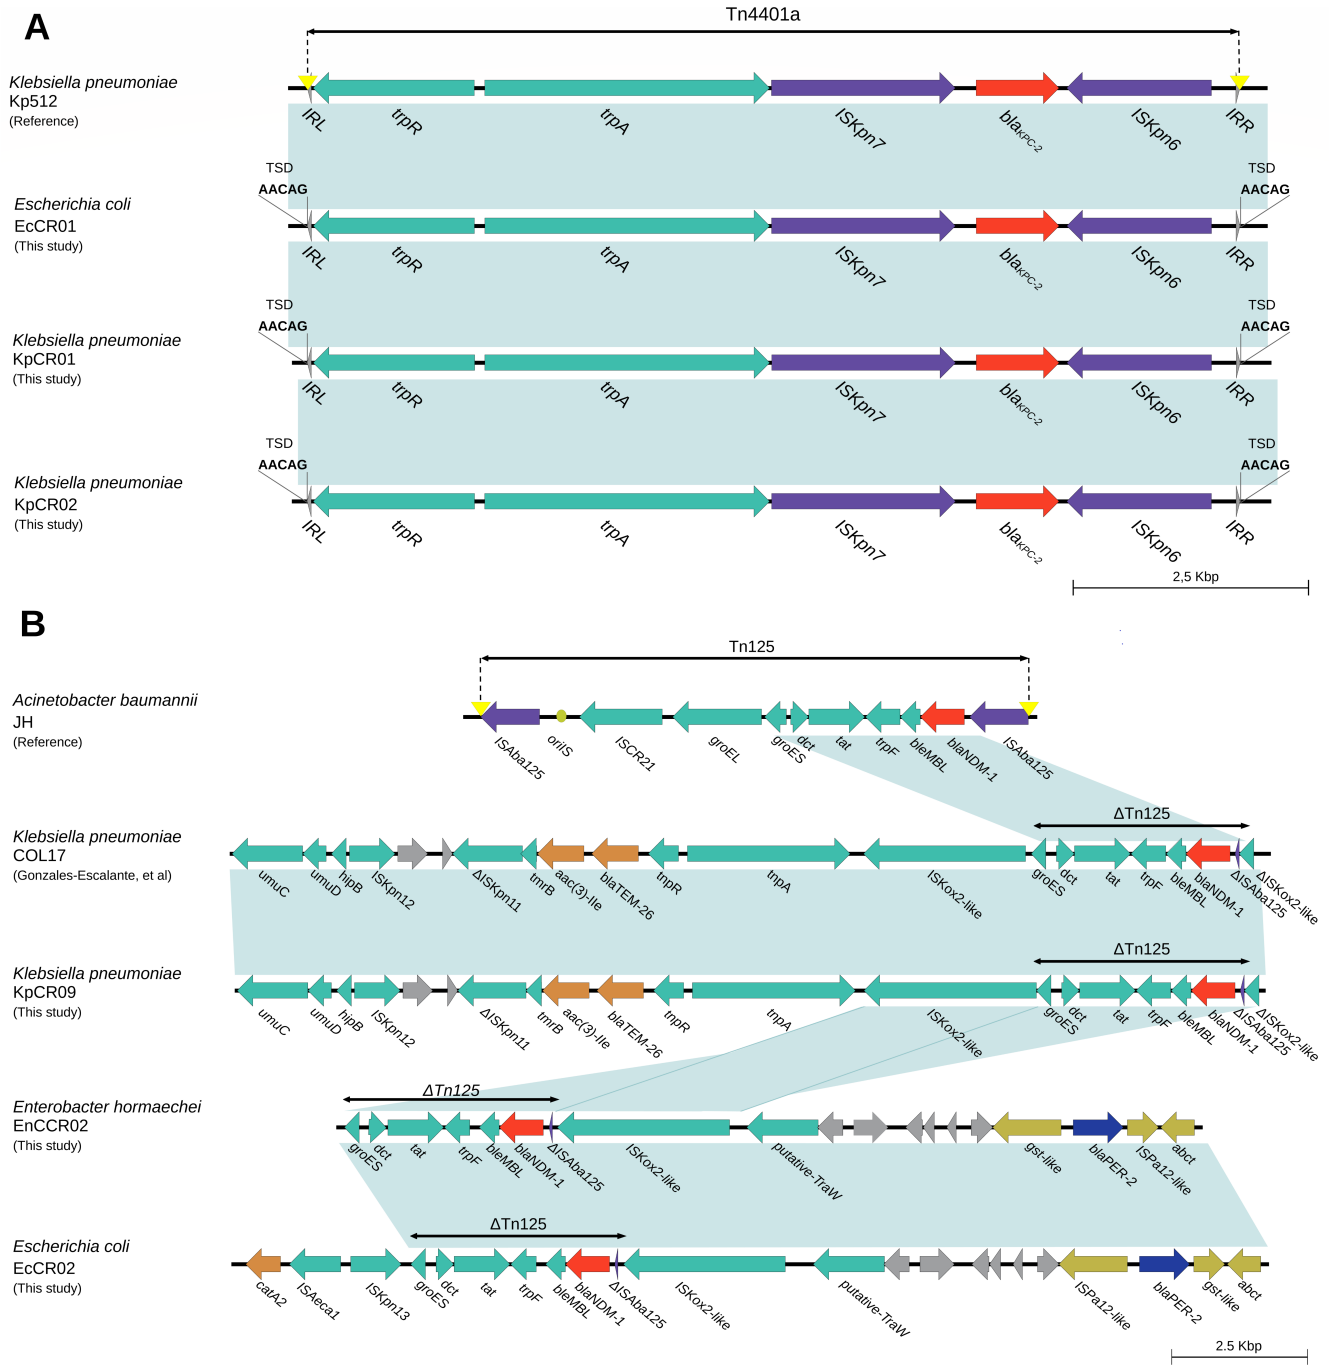 A
Tn4401a
Klebsiella pneumoniae
Kp512
(Reference)
IRL trpR trpA ISKpn7 blaKPC-2 ISKpn6 IRR
TSD TSD
AACAG AACAG
Escherichia coli
EcCR01
(This study)
IRL trpR trpA ISKpn7 blaKPC-2 ISKpn6 IRR
TSD TSD
AACAG AACAG
Klebsiella pneumoniae
KpCR01
(This study)
IRL trpR trpA ISKpn7 blaKPC-2 ISKpn6 IRR
TSD TSD
AACAG AACAG
Klebsiella pneumoniae
KpCR02
(This study)
IRL trpR trpA ISKpn7 blaKPC-2 ISKpn6 IRR
2,5 Kbp
B
Tn125
Acinetobacter baumannii
JH
(Reference)
ISAba125 oriIS ISCR21 groEL groES dct tat trpF bleMBL blaNDM-1 ISAba125
ΔTn125
Klebsiella pneumoniae
COL17
(Gonzales-Escalante, et al)
umuC umuD hipB ISKpn12 ΔISKpn11 tmrB aac(3)-IIe blaTEM-26 tnpR tnpA ISKox2-like groES dct tat trpF bleMBL blaNDM-1 ΔISAba125 ΔISKox2-like
ΔTn125
Klebsiella pneumoniae
KpCR09
(This study)
umuC umuD hipB ISKpn12 ΔISKpn11 tmrB aac(3)-IIe blaTEM-26 tnpR tnpA ISKox2-like groES dct tat trpF bleMBL blaNDM-1 ΔISAba125 ΔISKox2-like
ΔTn125
Enterobacter hormaechei
EnCCR02
(This study)
groES dct tat trpF bleMBL blaNDM-1 ΔISAba125 ISKox2-like putative-TraW gst-like blaPER-2 ISPa12-like abct
ΔTn125
Escherichia coli
EcCR02
(This study)
catA2 ISAeca1 ISKpn13 groES dct tat trpF bleMBL blaNDM-1 ΔISAba125 ISKox2-like putative-TraW ISPa12-like blaPER-2 gst-like abct
2.5 Kbp